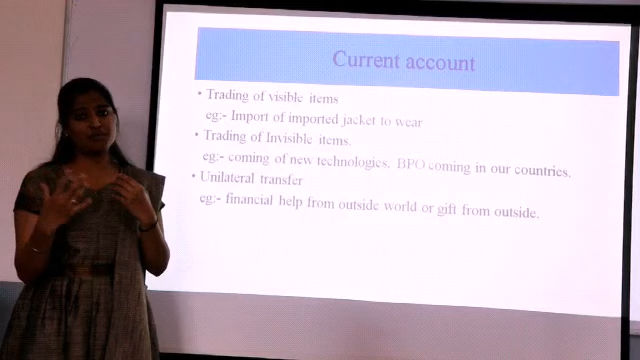 Current account
• Trading of visible items
eg:- Import of imported jacket to wear
• Trading of Invisible items.
eg:- coming of new technologies. BPO coming in our countries.
• Unilateral transfer
eg:- financial help from outside world or gift from outside.